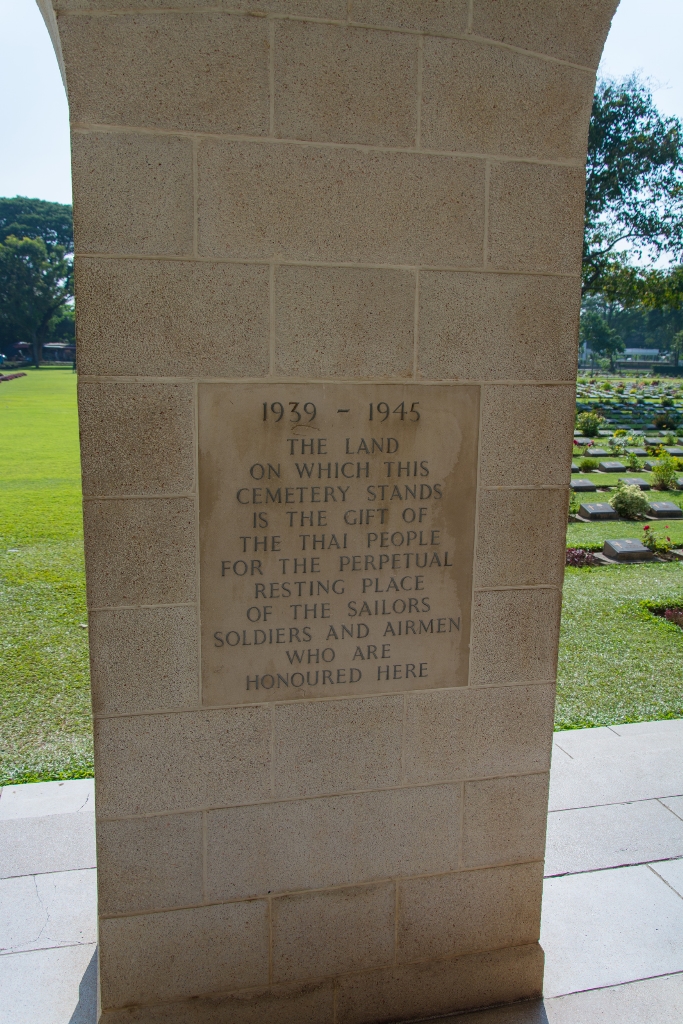 1939 - 1945
THE LAND
ON WHICH THIS
CEMETERY STANDS
IS THE GIFT OF
THE THAI PEOPLE
FOR THE PERPETUAL
RESTING PLACE
OF THE SAILORS
SOLDIERS AND AIRMEN
WHO ARE
HONOURED HERE